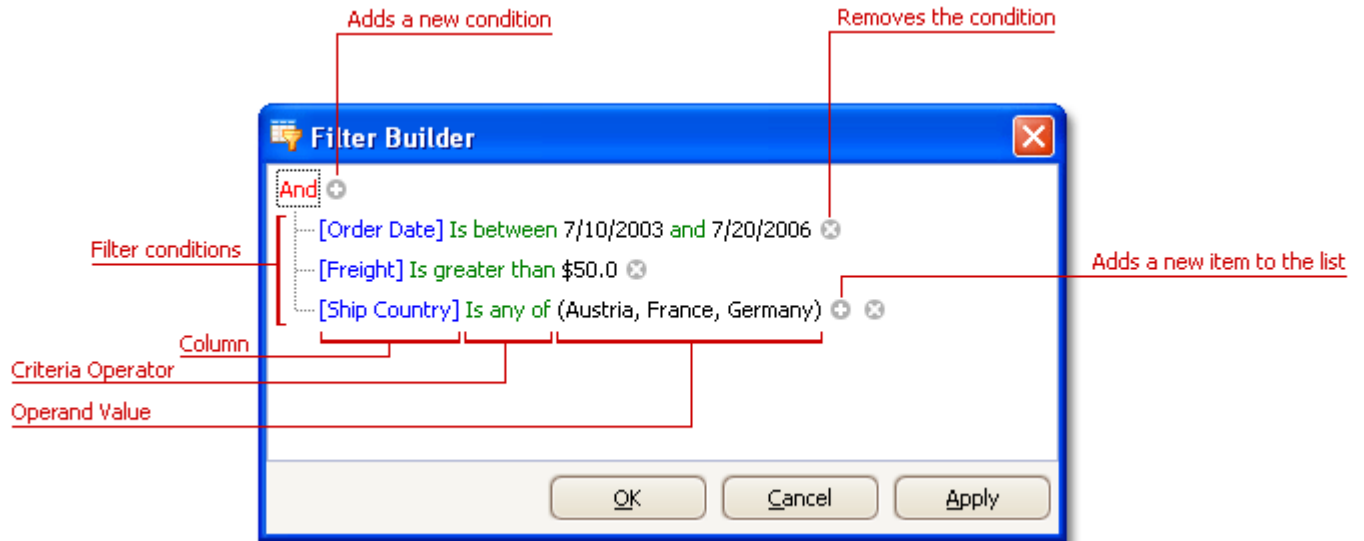 Adds a new condition
Removes the condition
Filter Builder
And
[Order Date] Is between 7/10/2003 and 7/20/2006
Filter conditions
[Freight] Is greater than $50.0
Adds a new item to the list
[Ship Country] Is any of (Austria, France, Germany)
Column
Criteria Operator
Operand Value
OK Cancel Apply